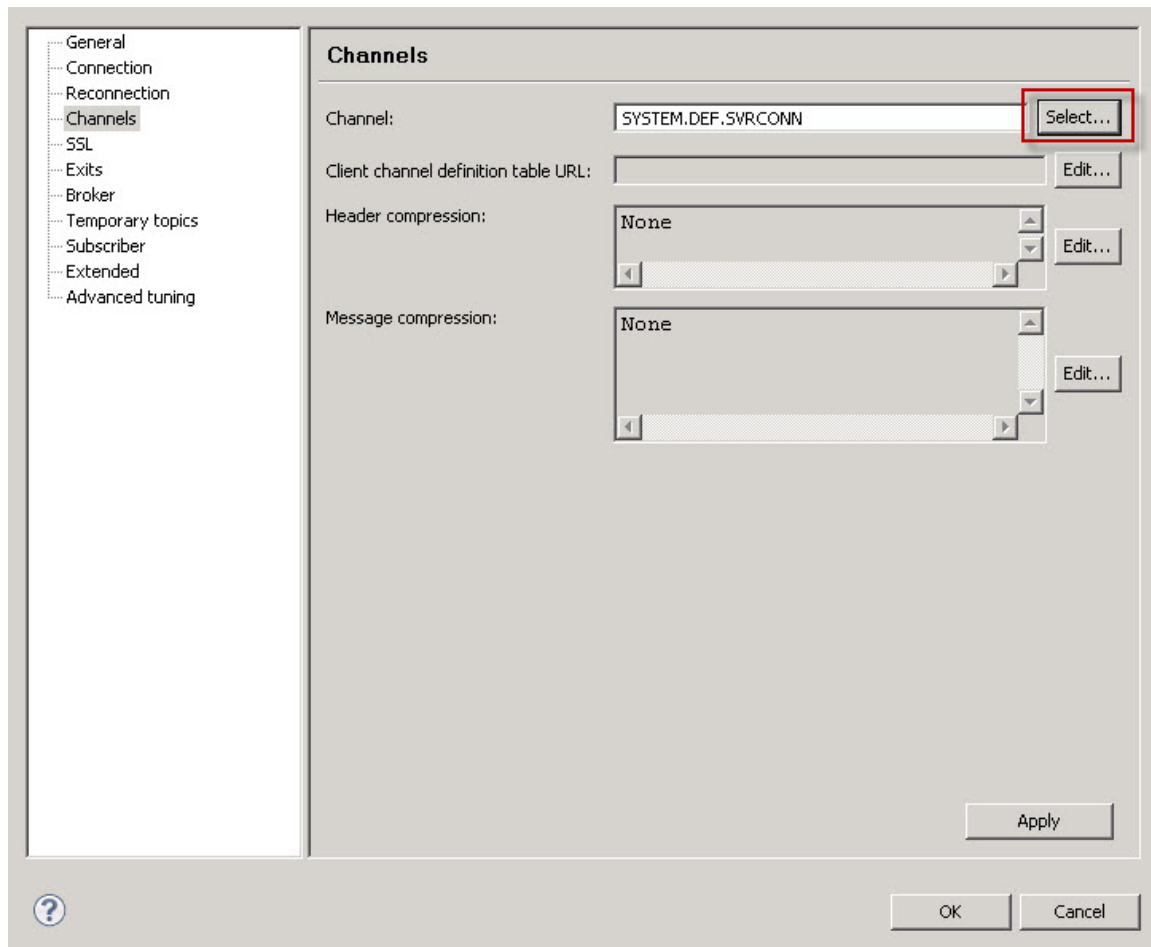 General
Connection
Reconnection
Channels
SSL
Exits
Broker
Temporary topics
Subscriber
Extended
Advanced tuning
Channels
Channel: SYSTEM.DEF.SVRCONN Select...
Client channel definition table URL: Edit...
Header compression: None Edit...
Message compression: None Edit...
Apply
? OK Cancel